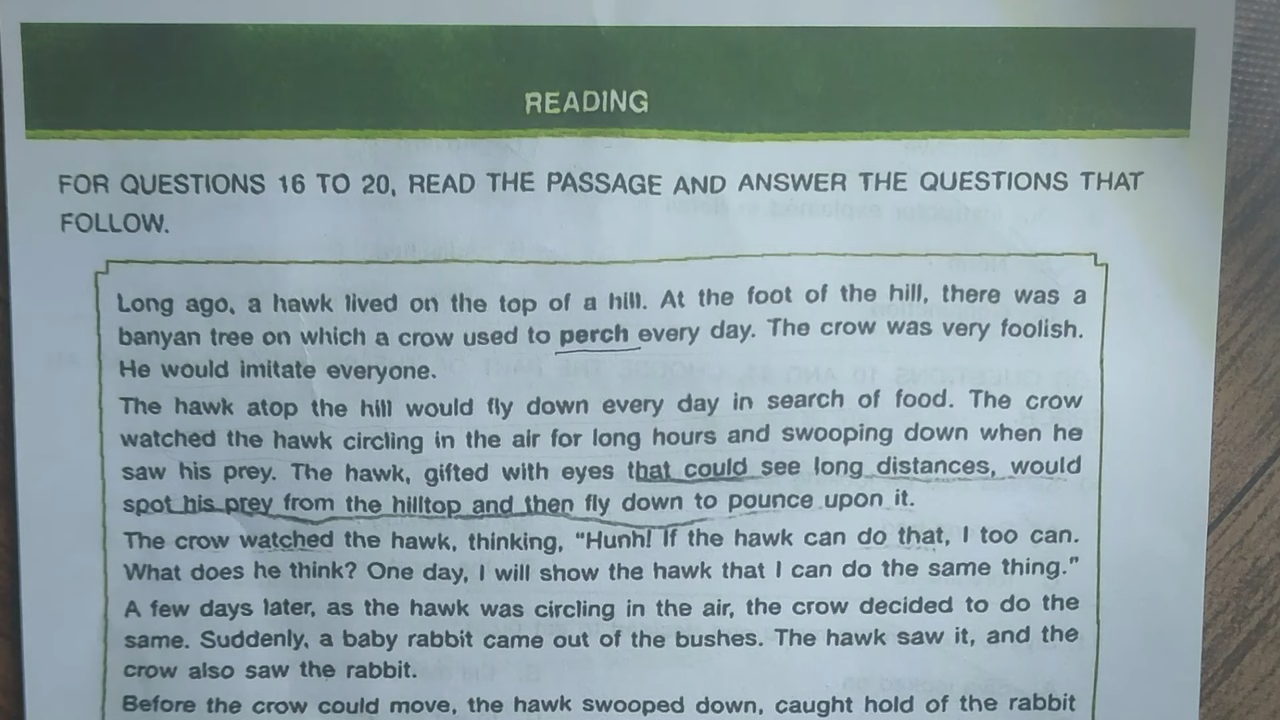 READING
FOR QUESTIONS 16 TO 20, READ THE PASSAGE AND ANSWER THE QUESTIONS THAT
FOLLOW.
Long ago, a hawk lived on the top of a hill. At the foot of the hill, there was a
banyan tree on which a crow used to perch every day. The crow was very foolish.
He would imitate everyone.
The hawk atop the hill would fly down every day in search of food. The crow
watched the hawk circling in the air for long hours and swooping down when he
saw his prey. The hawk, gifted with eyes that could see long distances, would
spot his prey from the hilltop and then fly down to pounce upon it.
The crow watched the hawk, thinking, "Hunh! If the hawk can do that, I too can.
What does he think? One day, I will show the hawk that I can do the same thing."
A few days later, as the hawk was circling in the air, the crow decided to do the
same. Suddenly, a baby rabbit came out of the bushes. The hawk saw it, and the
crow also saw the rabbit.
Before the crow could move, the hawk swooped down, caught hold of the rabbit